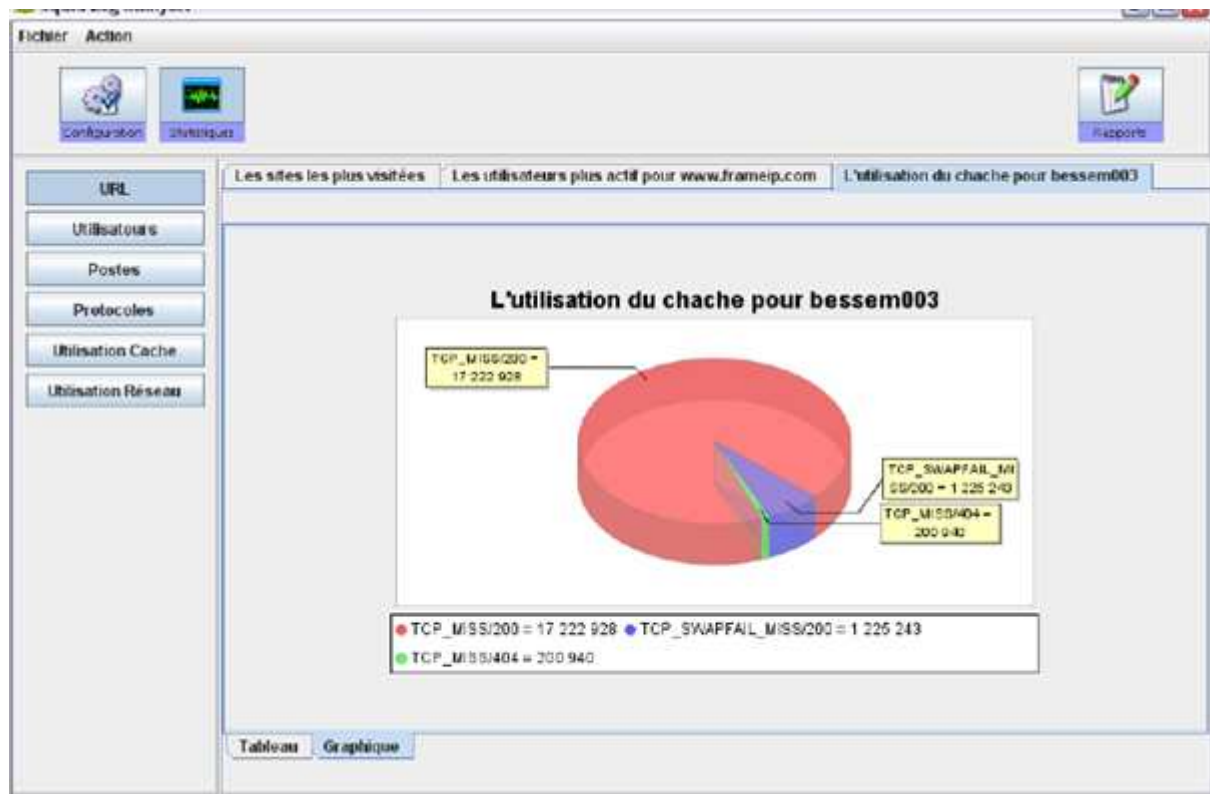 Fichier Action
Configuration
Statistiques
Rapports
URL
Utilisateurs
Postes
Protocoles
Utilisation Cache
Utilisation Réseau
Les sites les plus visitées
Les utilisateurs plus actif pour www.frameip.com
L'utilisation du chache pour bessem003
L'utilisation du chache pour bessem003
TCP_MISS/200 =
17 222 928
TCP_SWAPFAIL_MI
SS/200 = 1 225 243
TCP_MISS/404 =
200 940
TCP_MISS/200 = 17 222 928 TCP_SWAPFAIL_MISS/200 = 1 225 243
TCP_MISS/404 = 200 940
Tableau
Graphique